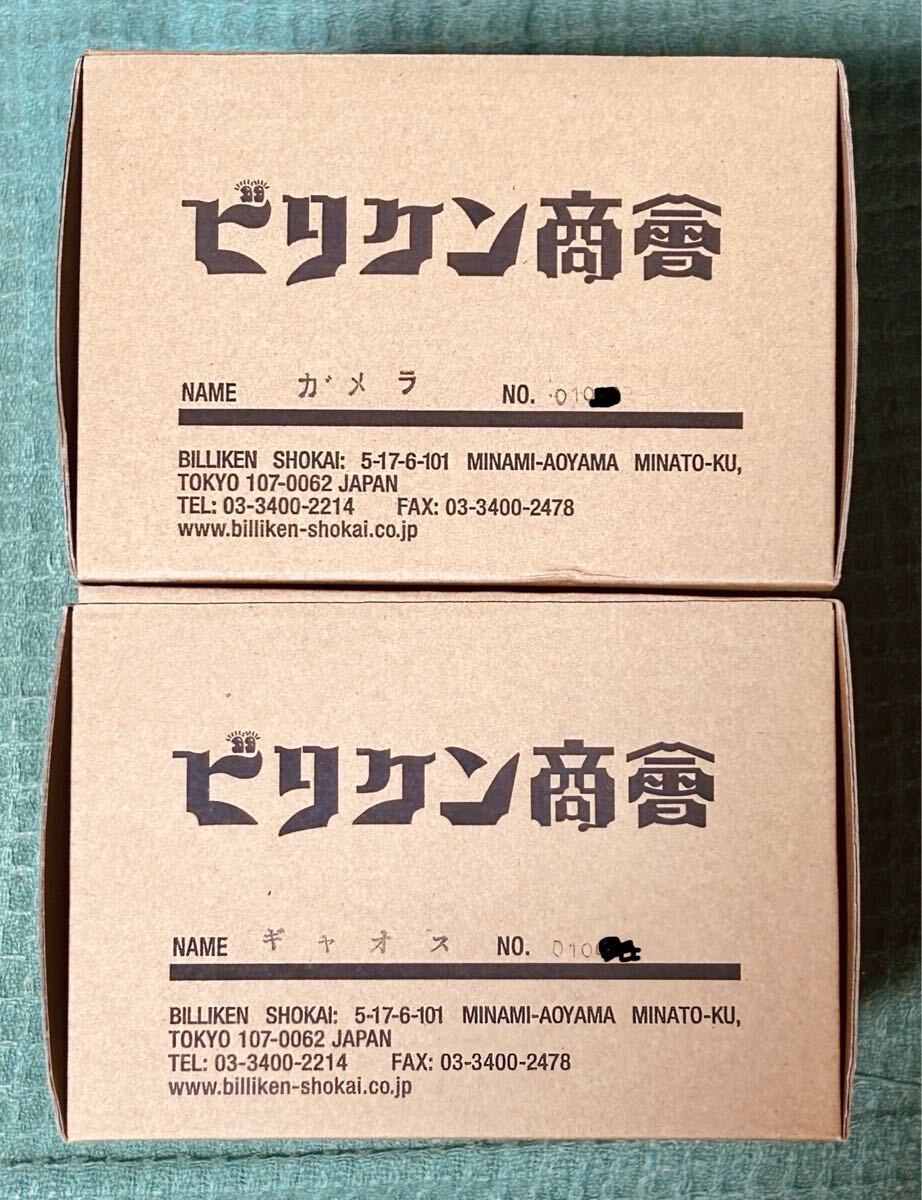 ビリケン商會
NAME ガメラ NO. 010
BILLIKEN SHOKAI: 5-17-6-101 MINAMI-AOYAMA MINATO-KU,
TOKYO 107-0062 JAPAN
TEL: 03-3400-2214 FAX: 03-3400-2478
www.billiken-shokai.co.jp
ビリケン商會
NAME ギャオス NO. 010
BILLIKEN SHOKAI: 5-17-6-101 MINAMI-AOYAMA MINATO-KU,
TOKYO 107-0062 JAPAN
TEL: 03-3400-2214 FAX: 03-3400-2478
www.billiken-shokai.co.jp